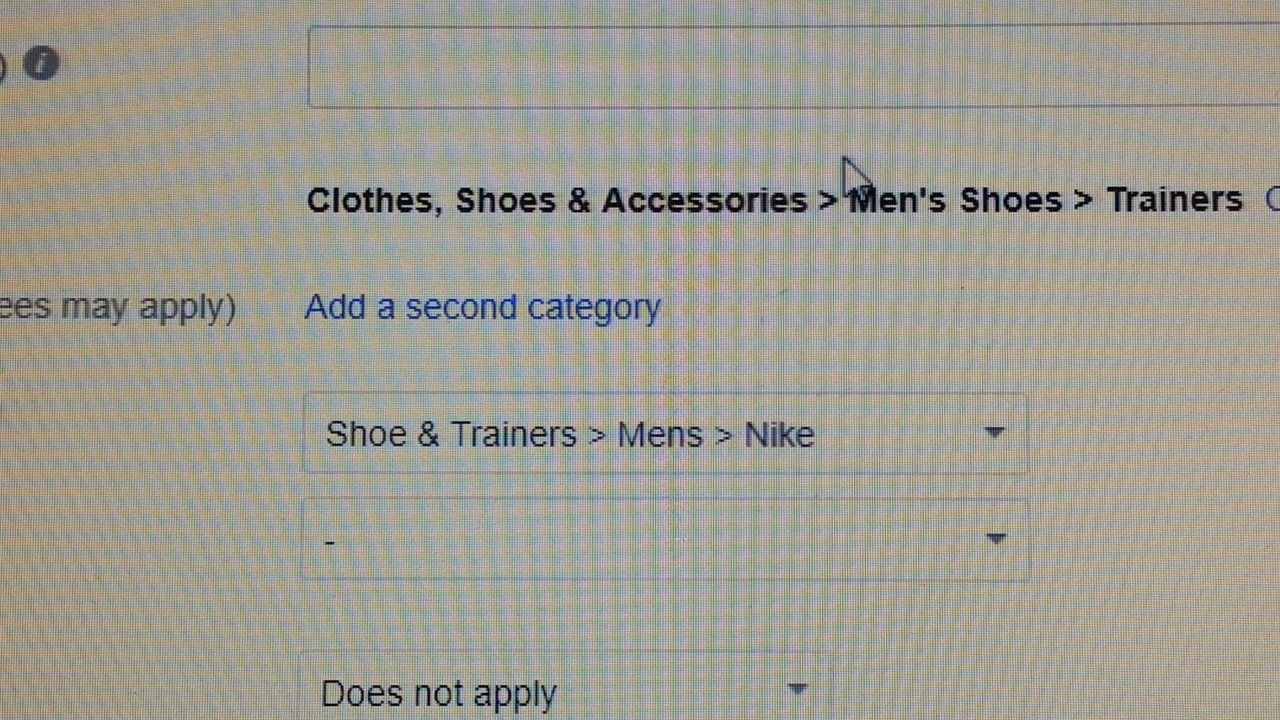 ) i
Clothes, Shoes & Accessories > Men's Shoes > Trainers
ees may apply) Add a second category
Shoe & Trainers > Mens > Nike
-
Does not apply